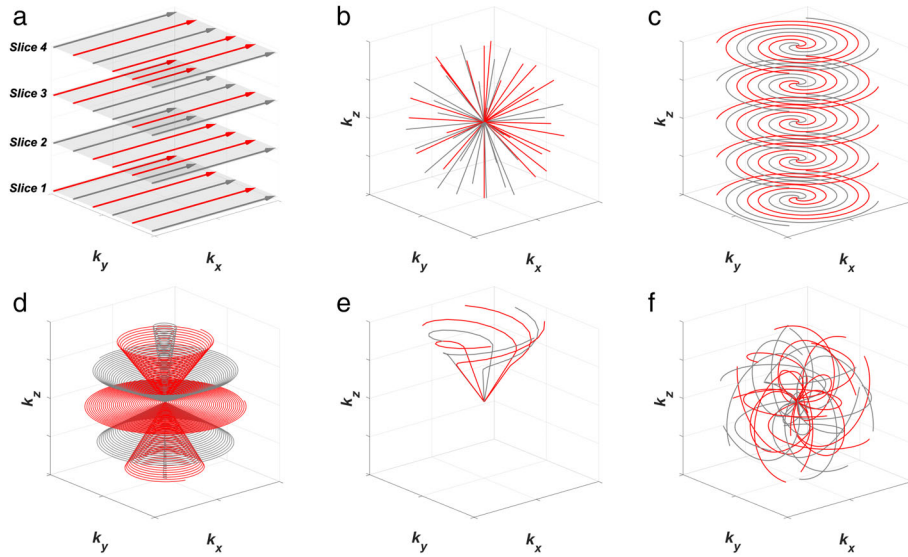 a
Slice 4
Slice 3
Slice 2
Slice 1
k_y
k_x
b
k_z
k_y
k_x
c
k_z
k_y
k_x
d
k_z
k_y
k_x
e
k_z
k_y
k_x
f
k_z
k_y
k_x